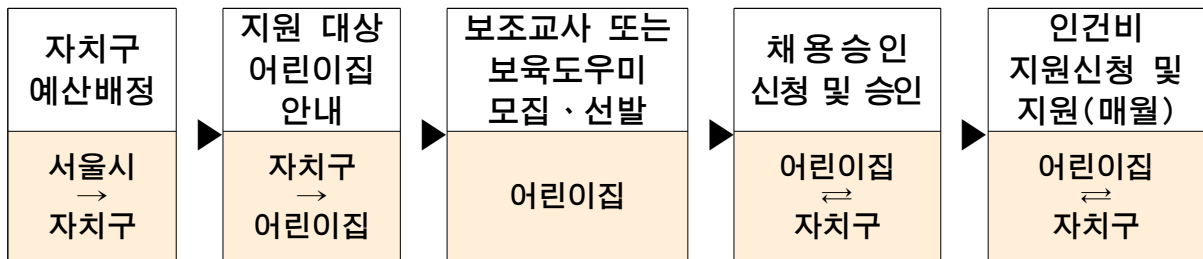 자치구
예산배정
서울시
→
자치구
▶
지원 대상
어린이집
안내
자치구
→
어린이집
▶
보조교사 또는
보육도우미
모집 · 선발
어린이집
▶
채용승인
신청 및 승인
어린이집
⇄
자치구
▶
인건비
지원신청 및
지원(매월)
어린이집
⇄
자치구